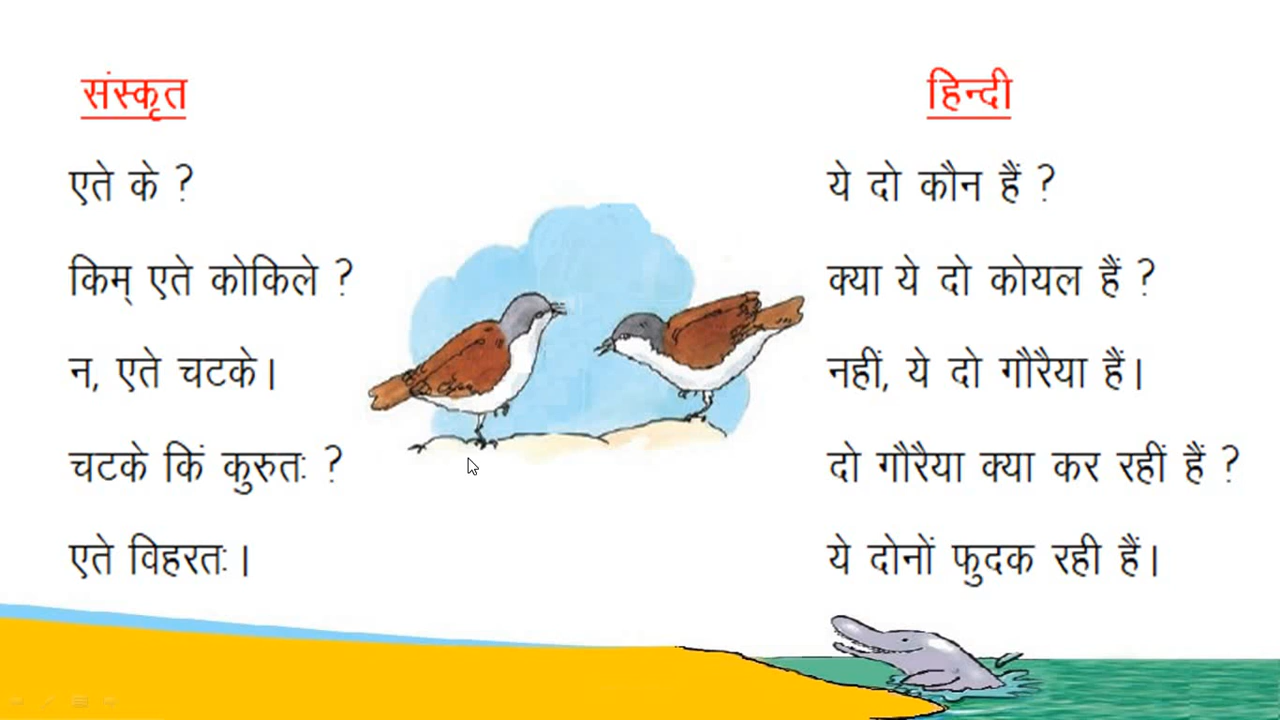 संस्कृत
एते के ?
किम् एते कोकिले ?
न, एते चटके।
चटके किं कुरुतः ?
एते विहरतः।
हिन्दी
ये दो कौन हैं ?
क्या ये दो कोयल हैं ?
नहीं, ये दो गौरैया हैं।
दो गौरैया क्या कर रहीं हैं ?
ये दोनों फुदक रही हैं।